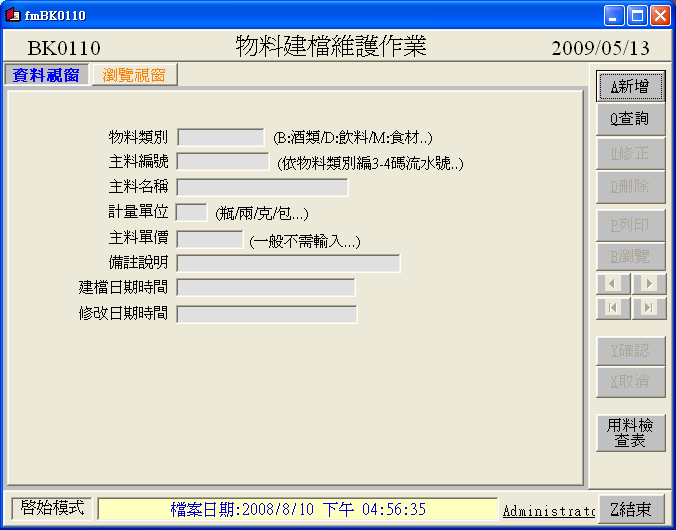 fmBK0110
BK0110 物料建檔維護作業 2009/05/13
資料視窗 瀏覽視窗
物料類別 (B:酒類/D:飲料/M:食材..)
主料編號 (依物料類別編3-4碼流水號..)
主料名稱
計量單位 (瓶/兩/克/包...)
主料單價 (一般不需輸入...)
備註說明
建檔日期時間
修改日期時間
A新增
Q查詢
U修正
D刪除
P列印
B瀏覽
Y確認
X取消
用料檢
查表
啓始模式 檔案日期:2008/8/10 下午 04:56:35 Administrato Z結束